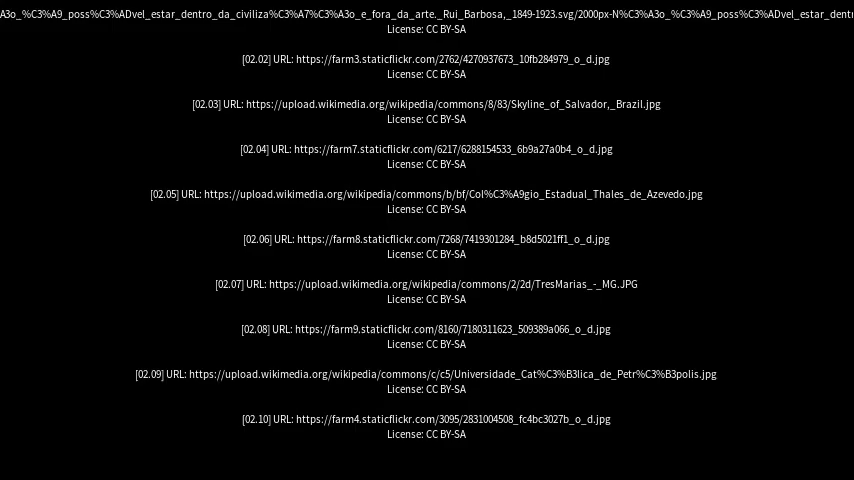 A3o_%C3%A9_poss%C3%ADvel_estar_dentro_da_civiliza%C3%A7%C3%A3o_e_fora_da_arte._Rui_Barbosa,_1849-1923.svg/2000px-N%C3%A3o_%C3%A9_poss%C3%ADvel_estar_dentr
License: CC BY-SA
[02.02] URL: https://farm3.staticflickr.com/2762/4270937673_10fb284979_o_d.jpg
License: CC BY-SA
[02.03] URL: https://upload.wikimedia.org/wikipedia/commons/8/83/Skyline_of_Salvador,_Brazil.jpg
License: CC BY-SA
[02.04] URL: https://farm7.staticflickr.com/6217/6288154533_6b9a27a0b4_o_d.jpg
License: CC BY-SA
[02.05] URL: https://upload.wikimedia.org/wikipedia/commons/b/bf/Col%C3%A9gio_Estadual_Thales_de_Azevedo.jpg
License: CC BY-SA
[02.06] URL: https://farm8.staticflickr.com/7268/7419301284_b8d5021ff1_o_d.jpg
License: CC BY-SA
[02.07] URL: https://upload.wikimedia.org/wikipedia/commons/2/2d/TresMarias_-_MG.JPG
License: CC BY-SA
[02.08] URL: https://farm9.staticflickr.com/8160/7180311623_509389a066_o_d.jpg
License: CC BY-SA
[02.09] URL: https://upload.wikimedia.org/wikipedia/commons/c/c5/Universidade_Cat%C3%B3lica_de_Petr%C3%B3polis.jpg
License: CC BY-SA
[02.10] URL: https://farm4.staticflickr.com/3095/2831004508_fc4bc3027b_o_d.jpg
License: CC BY-SA